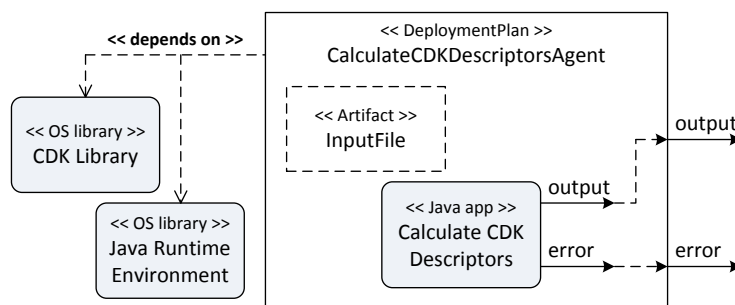 << depends on >>
<< DeploymentPlan >>
CalculateCDKDescriptorsAgent
<< OS library >>
CDK Library
<< OS library >>
Java Runtime
Environment
<< Artifact >>
InputFile
<< Java app >>
Calculate CDK
Descriptors
output
error
output
error